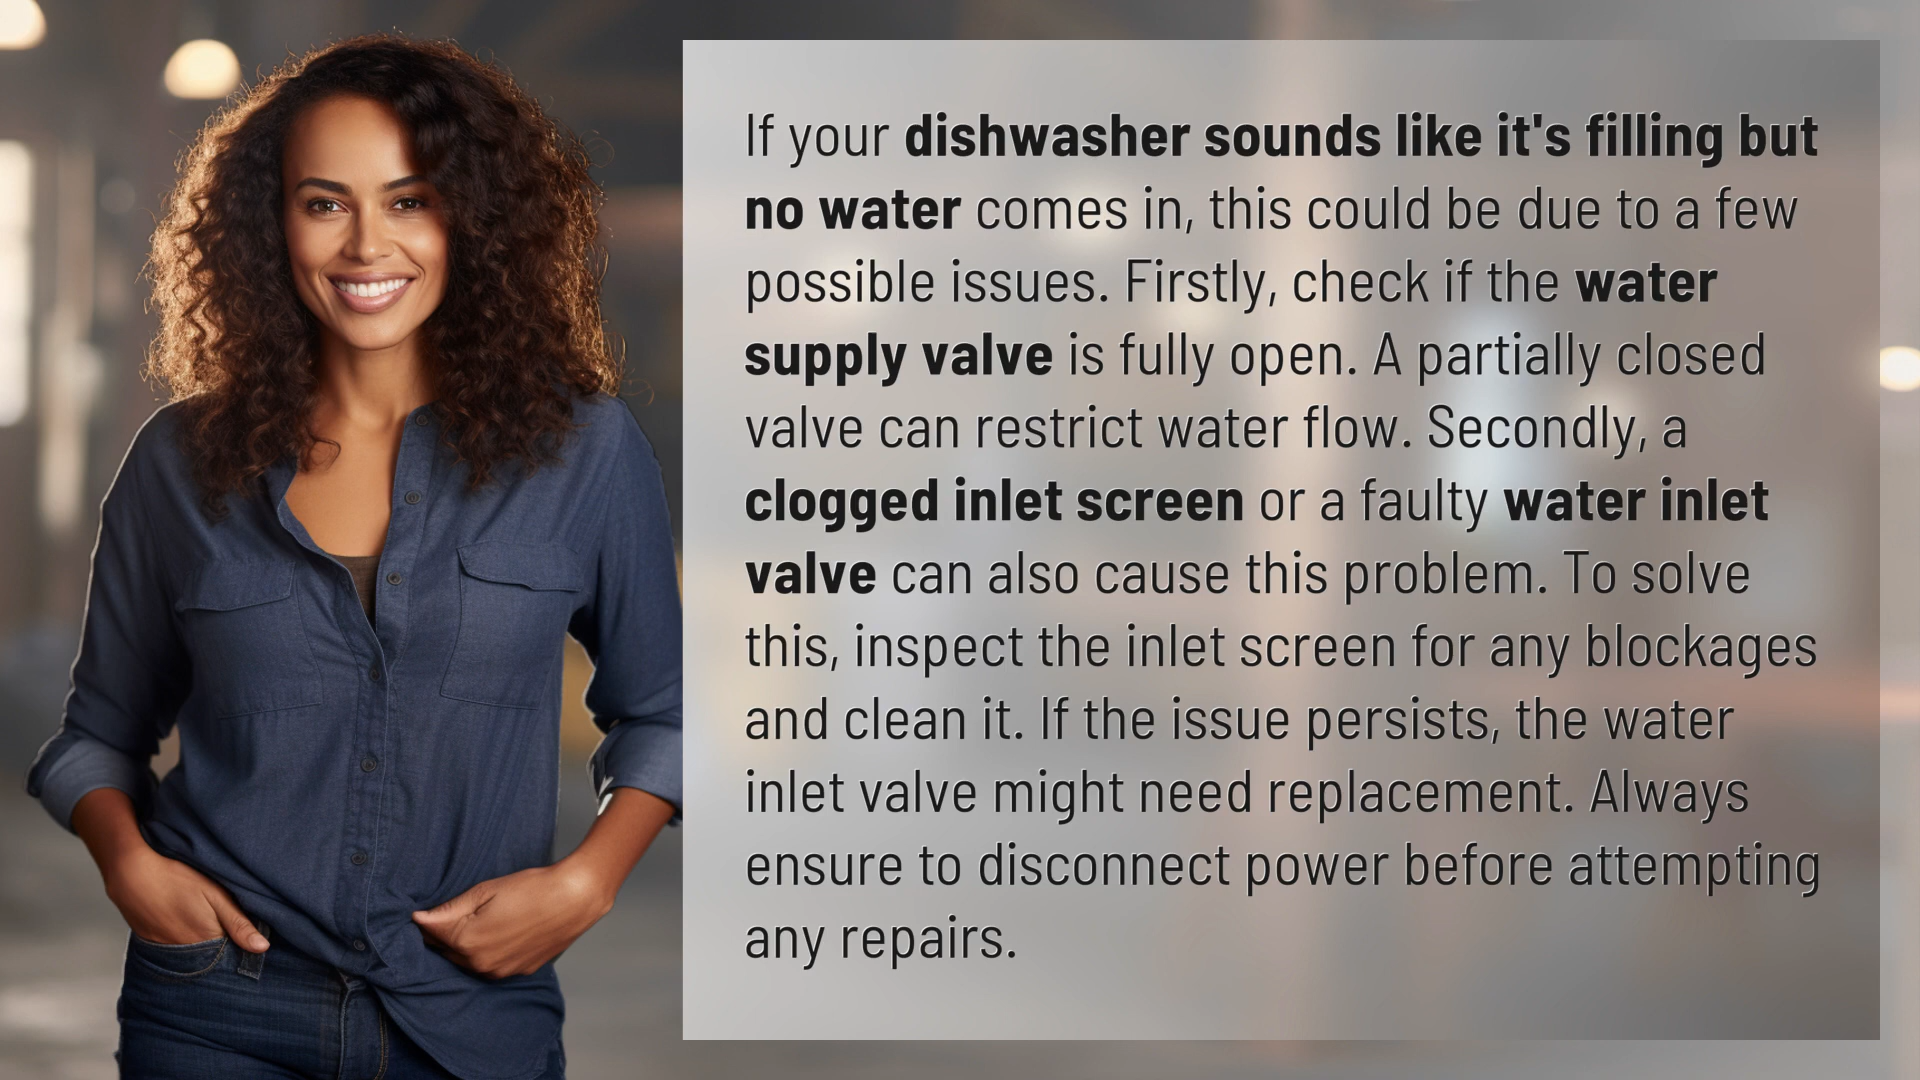 If your dishwasher sounds like it's filling but
no water comes in, this could be due to a few
possible issues. Firstly, check if the water
supply valve is fully open. A partially closed
valve can restrict water flow. Secondly, a
clogged inlet screen or a faulty water inlet
valve can also cause this problem. To solve
this, inspect the inlet screen for any blockages
and clean it. If the issue persists, the water
inlet valve might need replacement. Always
ensure to disconnect power before attempting
any repairs.